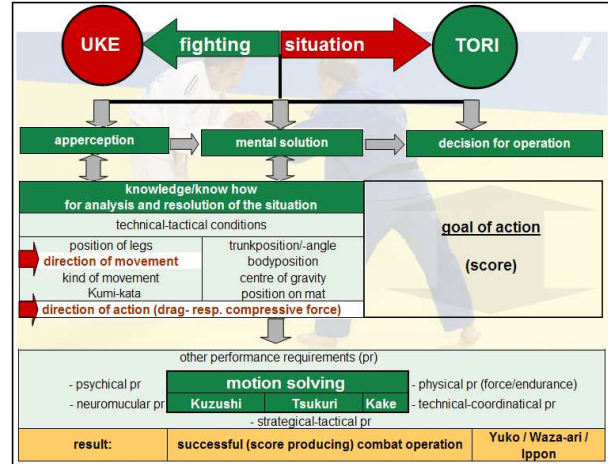 UKE fighting situation TORI
apperception mental solution decision for operation
knowledge/know how
for analysis and resolution of the situation
technical-tactical conditions
position of legs trunkposition/-angle
direction of movement bodyposition
kind of movement centre of gravity
Kumi-kata position on mat
direction of action (drag- resp. compressive force)
goal of action
(score)
other performance requirements (pr)
- psychical pr motion solving - physical pr (force/endurance)
- neuromucular pr Kuzushi Tsukuri Kake - technical-coordinatical pr
- strategical-tactical pr
result: successful (score producing) combat operation Yuko / Waza-ari /
Ippon